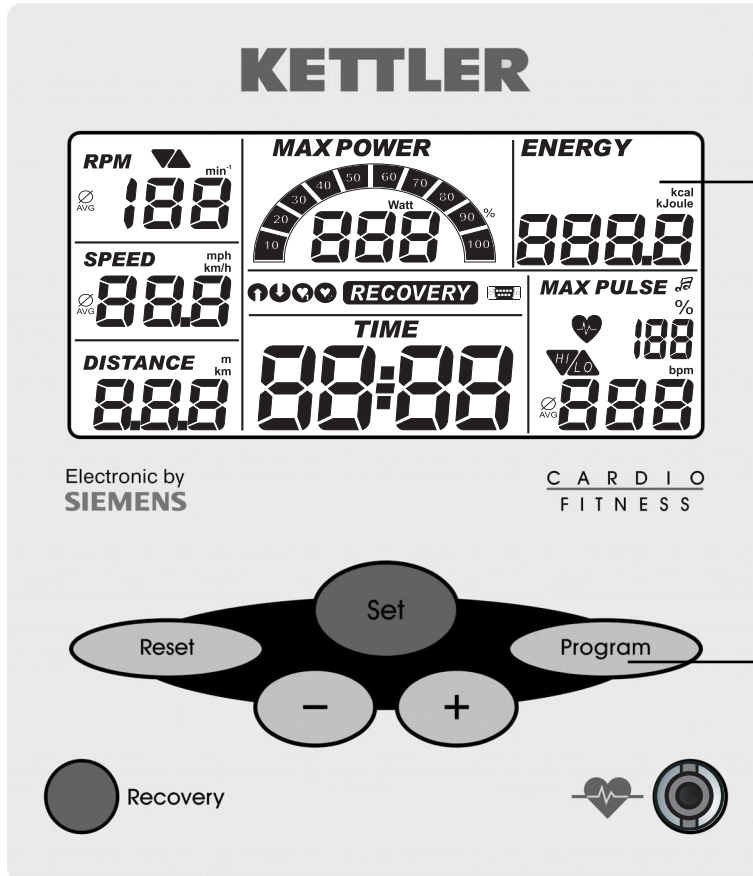 KETTLER
RPM
min⁻¹
Ø AVG
188
SPEED
mph
km/h
Ø AVG
88.8
DISTANCE
m
km
8.8.8
MAX POWER
10 20 30 40 50 60 70 80 90 100
%
Watt
888
RECOVERY
TIME
88:88
ENERGY
kcal
kJoule
888.8
MAX PULSE
%
188
HI
LO
bpm
Ø AVG
888
Electronic by
SIEMENS
CARDIO
FITNESS
Set
Reset
Program
− +
Recovery